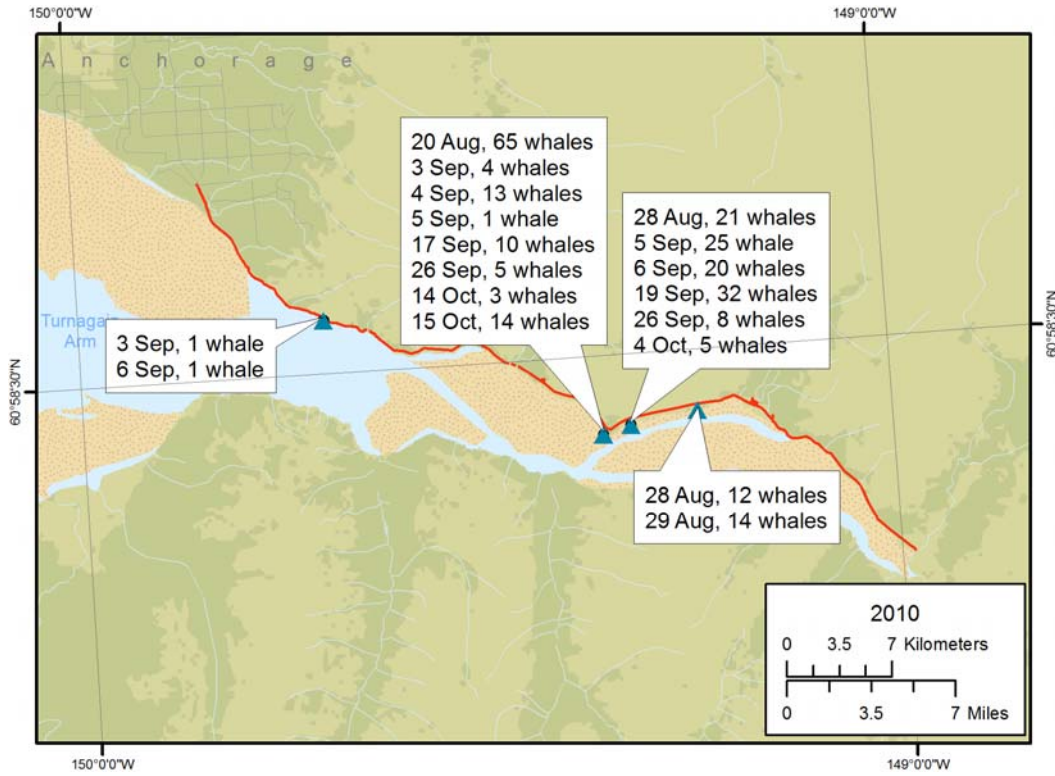 150°0'0"W
149°0'0"W
Anchorage
20 Aug, 65 whales
3 Sep, 4 whales
4 Sep, 13 whales
5 Sep, 1 whale
17 Sep, 10 whales
26 Sep, 5 whales
14 Oct, 3 whales
15 Oct, 14 whales
28 Aug, 21 whales
5 Sep, 25 whale
6 Sep, 20 whales
19 Sep, 32 whales
26 Sep, 8 whales
4 Oct, 5 whales
Turnagain
Arm
3 Sep, 1 whale
6 Sep, 1 whale
60°58'30"N
60°58'30"N
28 Aug, 12 whales
29 Aug, 14 whales
2010
0 3.5 7 Kilometers
0 3.5 7 Miles
150°0'0"W
149°0'0"W